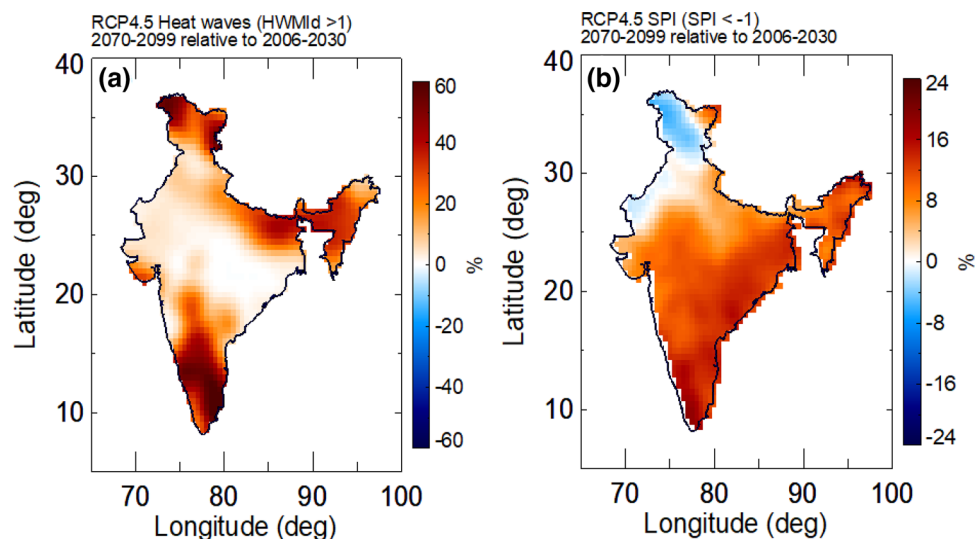 RCP4.5 Heat waves (HWMId >1)
2070-2099 relative to 2006-2030
(a)
40
30
20
10
Latitude (deg)
70 80 90 100
Longitude (deg)
60
40
20
0
-20
-40
-60
%
RCP4.5 SPI (SPI < -1)
2070-2099 relative to 2006-2030
(b)
40
30
20
10
Latitude (deg)
70 80 90 100
Longitude (deg)
24
16
8
0
-8
-16
-24
%